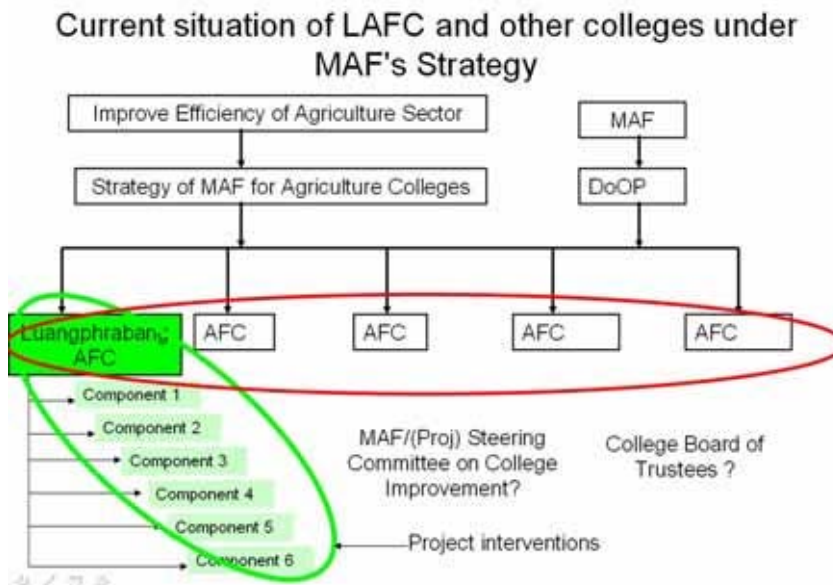 Current situation of LAFC and other colleges under
MAF's Strategy
Improve Efficiency of Agriculture Sector
MAF
Strategy of MAF for Agriculture Colleges
DoOP
Luangphrabang
AFC
AFC
AFC
AFC
AFC
Component 1
Component 2
Component 3
Component 4
Component 5
Component 6
MAF/(Proj) Steering
Committee on College
Improvement?
College Board of
Trustees ?
Project interventions